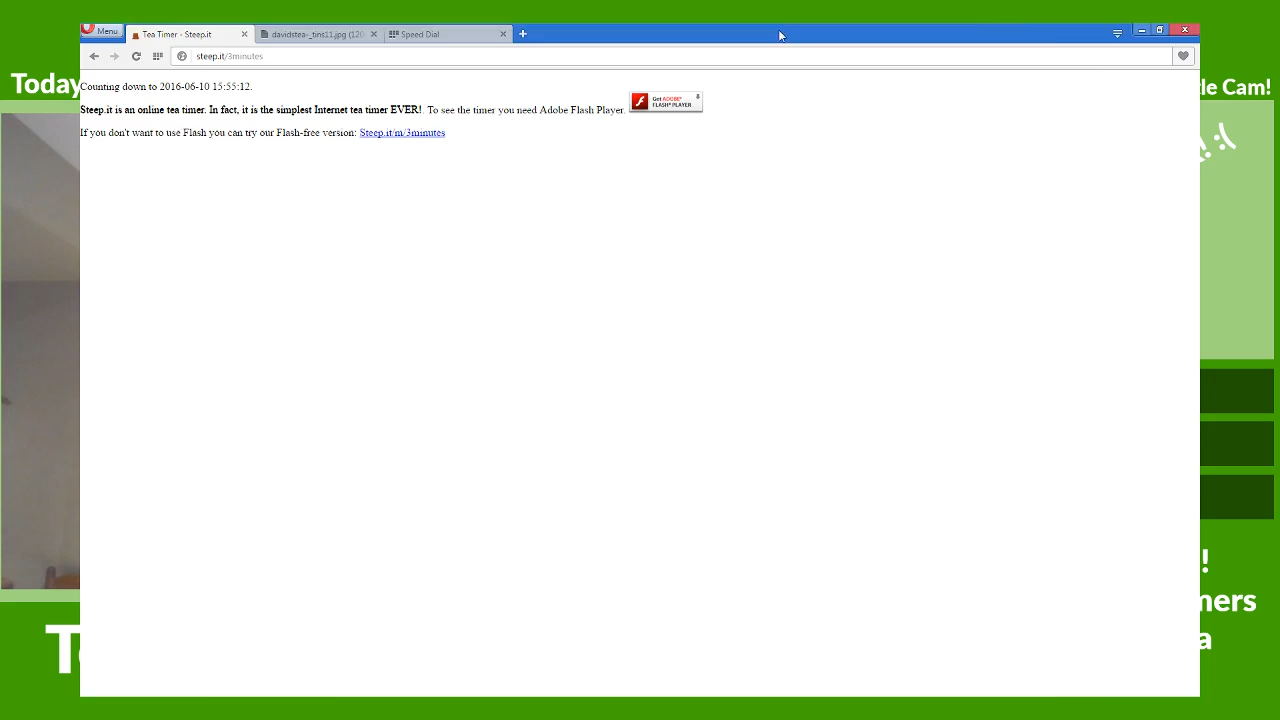 Menu
Tea Timer - Steep.it
davidstea-_tins11.jpg (120
Speed Dial
steep.it/3minutes
Today
tle Cam!
Counting down to 2016-06-10 15:55:12.
Steep.it is an online tea timer. In fact, it is the simplest Internet tea timer EVER!. To see the timer you need Adobe Flash Player.
Get ADOBE®
FLASH® PLAYER
If you don't want to use Flash you can try our Flash-free version: Steep.it/m/3minutes
!:(
!
mers
a